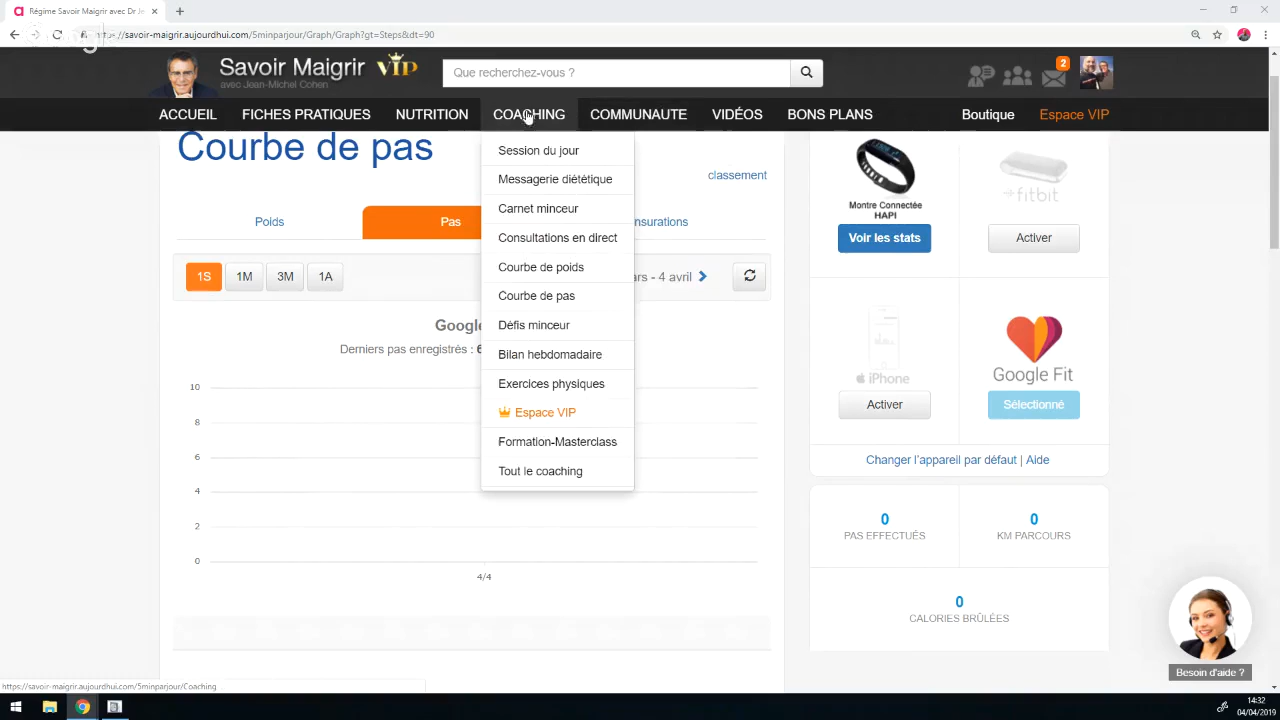 Régime Savoir Maigrir avec Dr Je
https://savoir-maigrir.aujourdhui.com/5minparjour/Graph/Graph?gt=Steps&dt=90
Savoir Maigrir VIP
avec Jean-Michel Cohen
Que recherchez-vous ?
2
ACCUEIL FICHES PRATIQUES NUTRITION COACHING COMMUNAUTE VIDÉOS BONS PLANS Boutique Espace VIP
Courbe de pas
classement
Poids Pas nsurations
1S 1M 3M 1A
rs - 4 avril
Google
Derniers pas enregistrés : 6
10
8
6
4
2
0
4/4
Session du jour
Messagerie diététique
Carnet minceur
Consultations en direct
Courbe de poids
Courbe de pas
Défis minceur
Bilan hebdomadaire
Exercices physiques
Espace VIP
Formation-Masterclass
Tout le coaching
Montre Connectée
HAPI
Voir les stats
fitbit
Activer
iPhone
Activer
Google Fit
Sélectionné
Changer l'appareil par défaut | Aide
0
PAS EFFECTUÉS
0
KM PARCOURS
0
CALORIES BRÛLÉES
Besoin d'aide ?
https://savoir-maigrir.aujourdhui.com/5minparjour/Coaching
14:32
04/04/2019